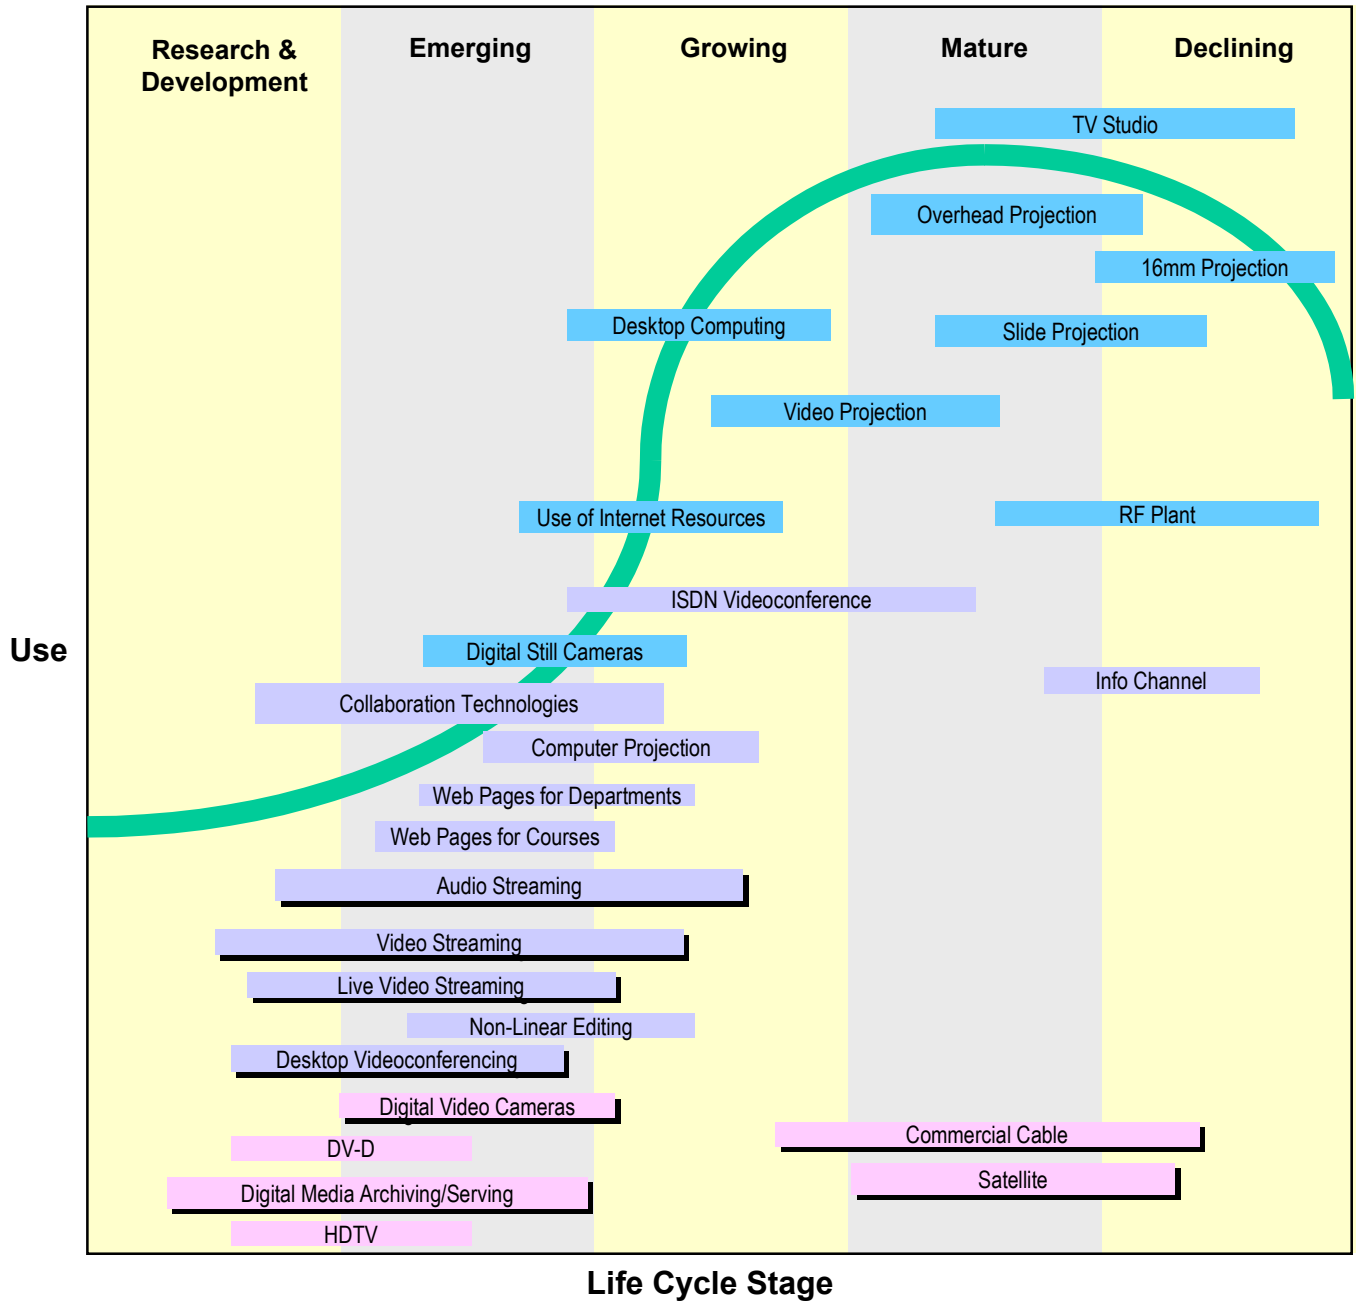 Research &
Development
Emerging
Growing
Mature
Declining
TV Studio
Overhead Projection
16mm Projection
Desktop Computing
Slide Projection
Video Projection
Use of Internet Resources
RF Plant
ISDN Videoconference
Use
Digital Still Cameras
Info Channel
Collaboration Technologies
Computer Projection
Web Pages for Departments
Web Pages for Courses
Audio Streaming
Video Streaming
Live Video Streaming
Non-Linear Editing
Desktop Videoconferencing
Digital Video Cameras
Commercial Cable
DV-D
Satellite
Digital Media Archiving/Serving
HDTV
Life Cycle Stage